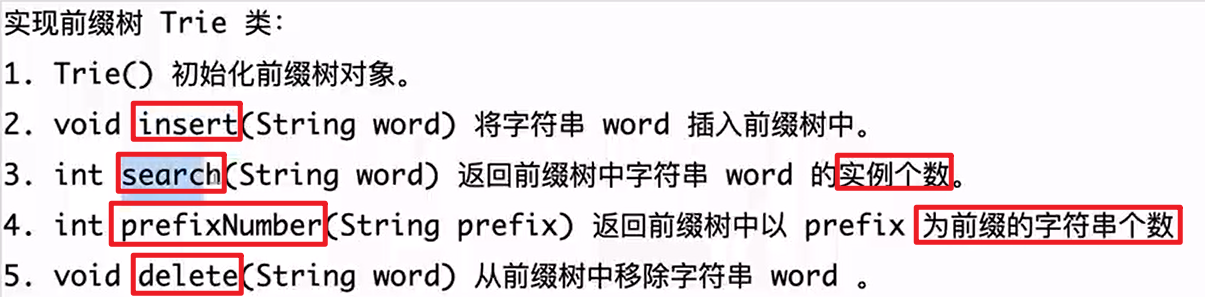 实现前缀树 Trie 类：
1. Trie() 初始化前缀树对象。
2. void insert(String word) 将字符串 word 插入前缀树中。
3. int search(String word) 返回前缀树中字符串 word 的实例个数。
4. int prefixNumber(String prefix) 返回前缀树中以 prefix 为前缀的字符串个数
5. void delete(String word) 从前缀树中移除字符串 word 。